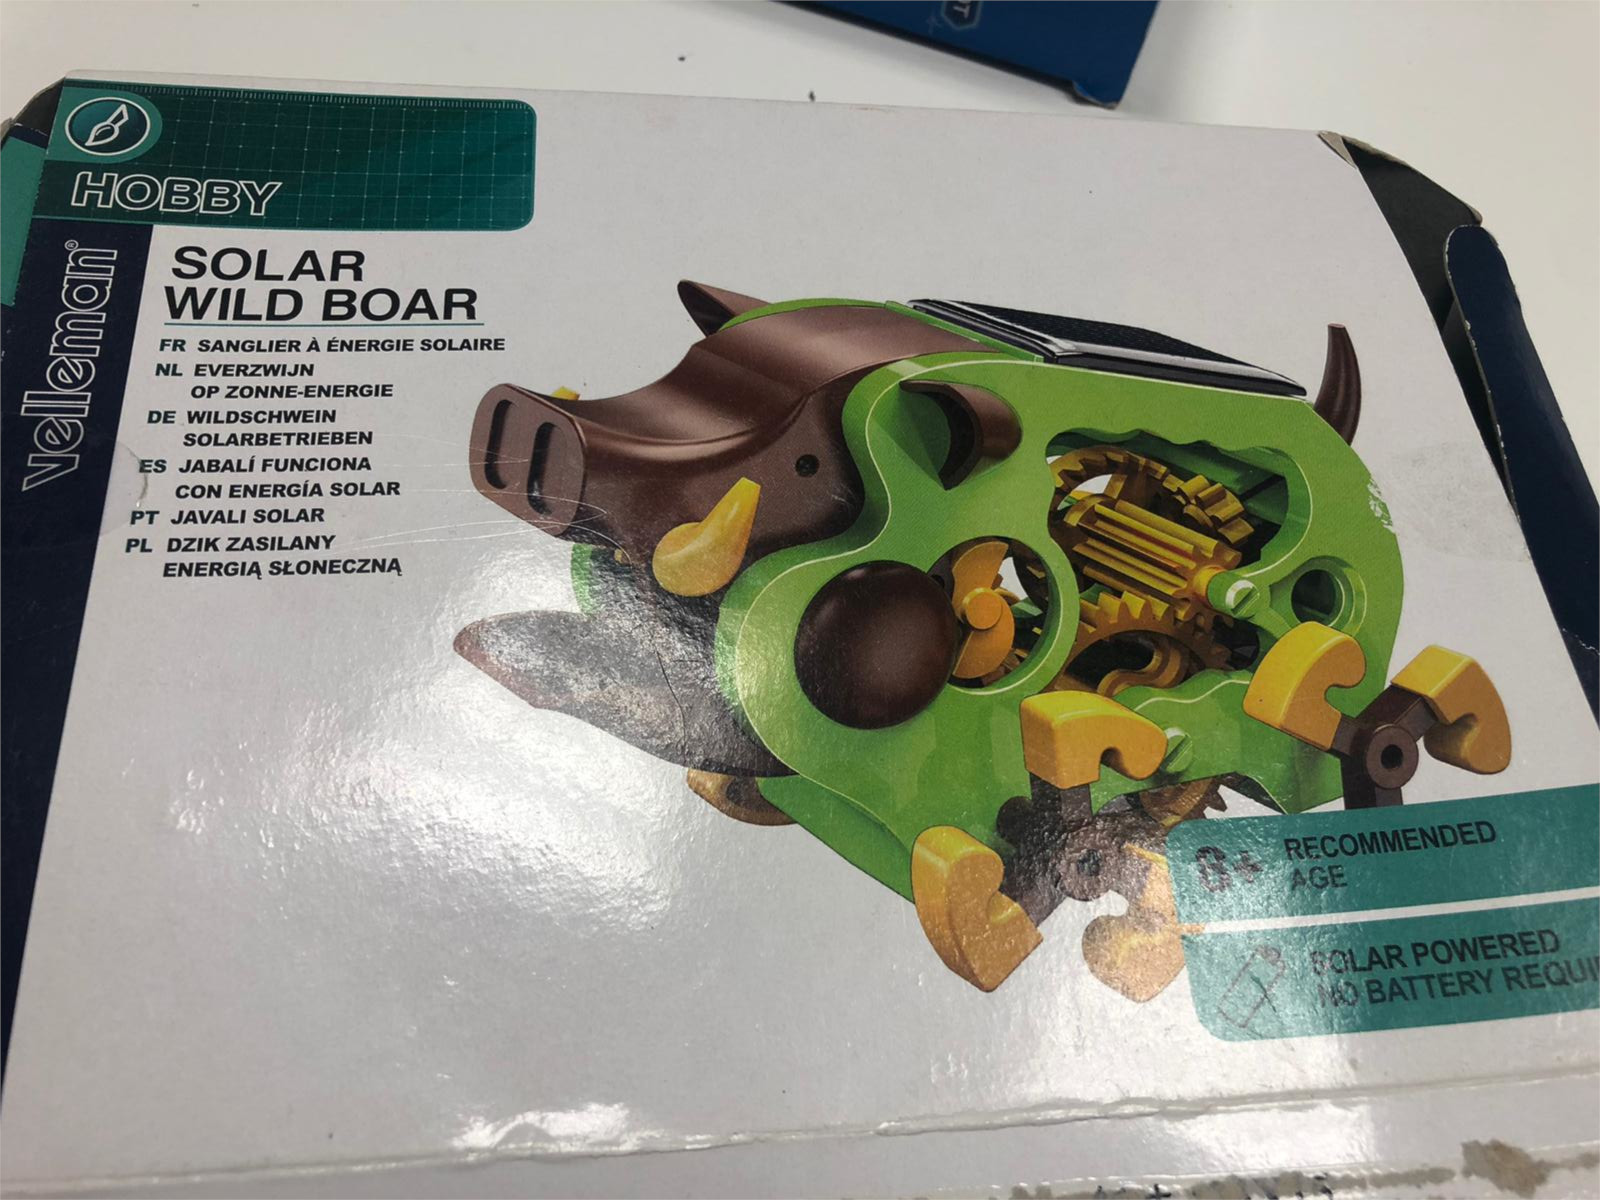 HOBBY
velleman®
SOLAR
WILD BOAR
FR SANGLIER À ÉNERGIE SOLAIRE
NL EVERZWIJN
OP ZONNE-ENERGIE
DE WILDSCHWEIN
SOLARBETRIEBEN
ES JABALÍ FUNCIONA
CON ENERGÍA SOLAR
PT JAVALI SOLAR
PL DZIK ZASILANY
ENERGIĄ SŁONECZNĄ
8+ RECOMMENDED
AGE
SOLAR POWERED
NO BATTERY REQUI